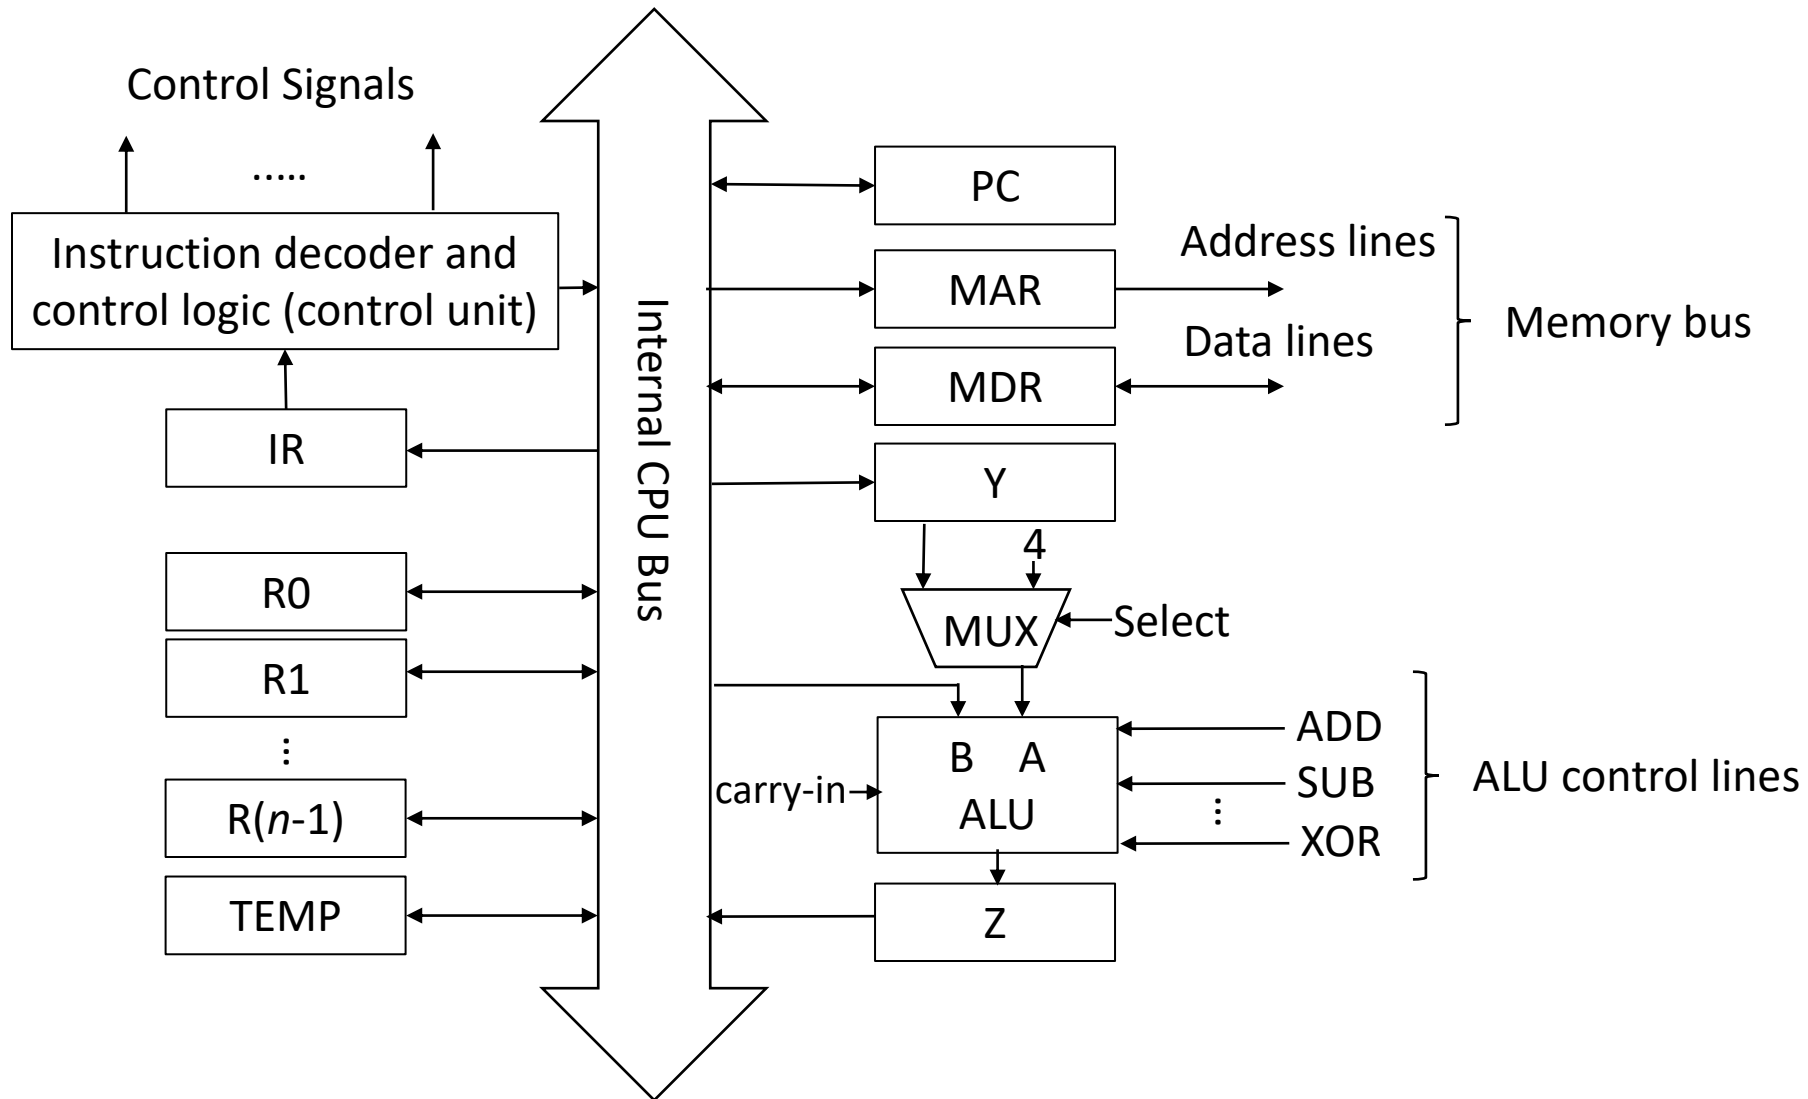 Control Signals
.....
Instruction decoder and
control logic (control unit)
IR
R0
R1
...
R(n-1)
TEMP
Internal CPU Bus
PC
MAR
MDR
Y
4
MUX
Select
B A
ALU
carry-in
Z
Address lines
Data lines
Memory bus
ADD
SUB
...
XOR
ALU control lines